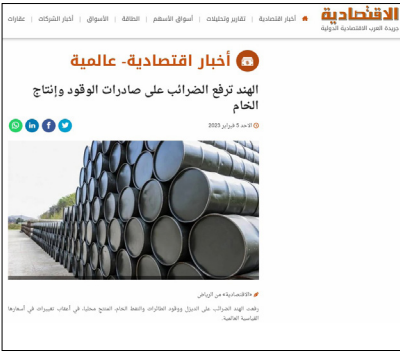 الاقتصادية
جريدة العرب الاقتصادية الدولية
أخبار اقتصادية | تقارير وتحليلات | أسواق الأسهم | الطاقة | الأسواق | أخبار الشركات | عقارات
أخبار اقتصادية- عالمية
الهند ترفع الضرائب على صادرات الوقود وإنتاج
الخام
الاحد 5 فبراير 2023
«الاقتصادية» من الرياض
رفعت الهند الضرائب على الديزل ووقود الطائرات والنفط الخام، المنتج محليا، في أعقاب تغييرات في أسعارها
القياسية العالمية.